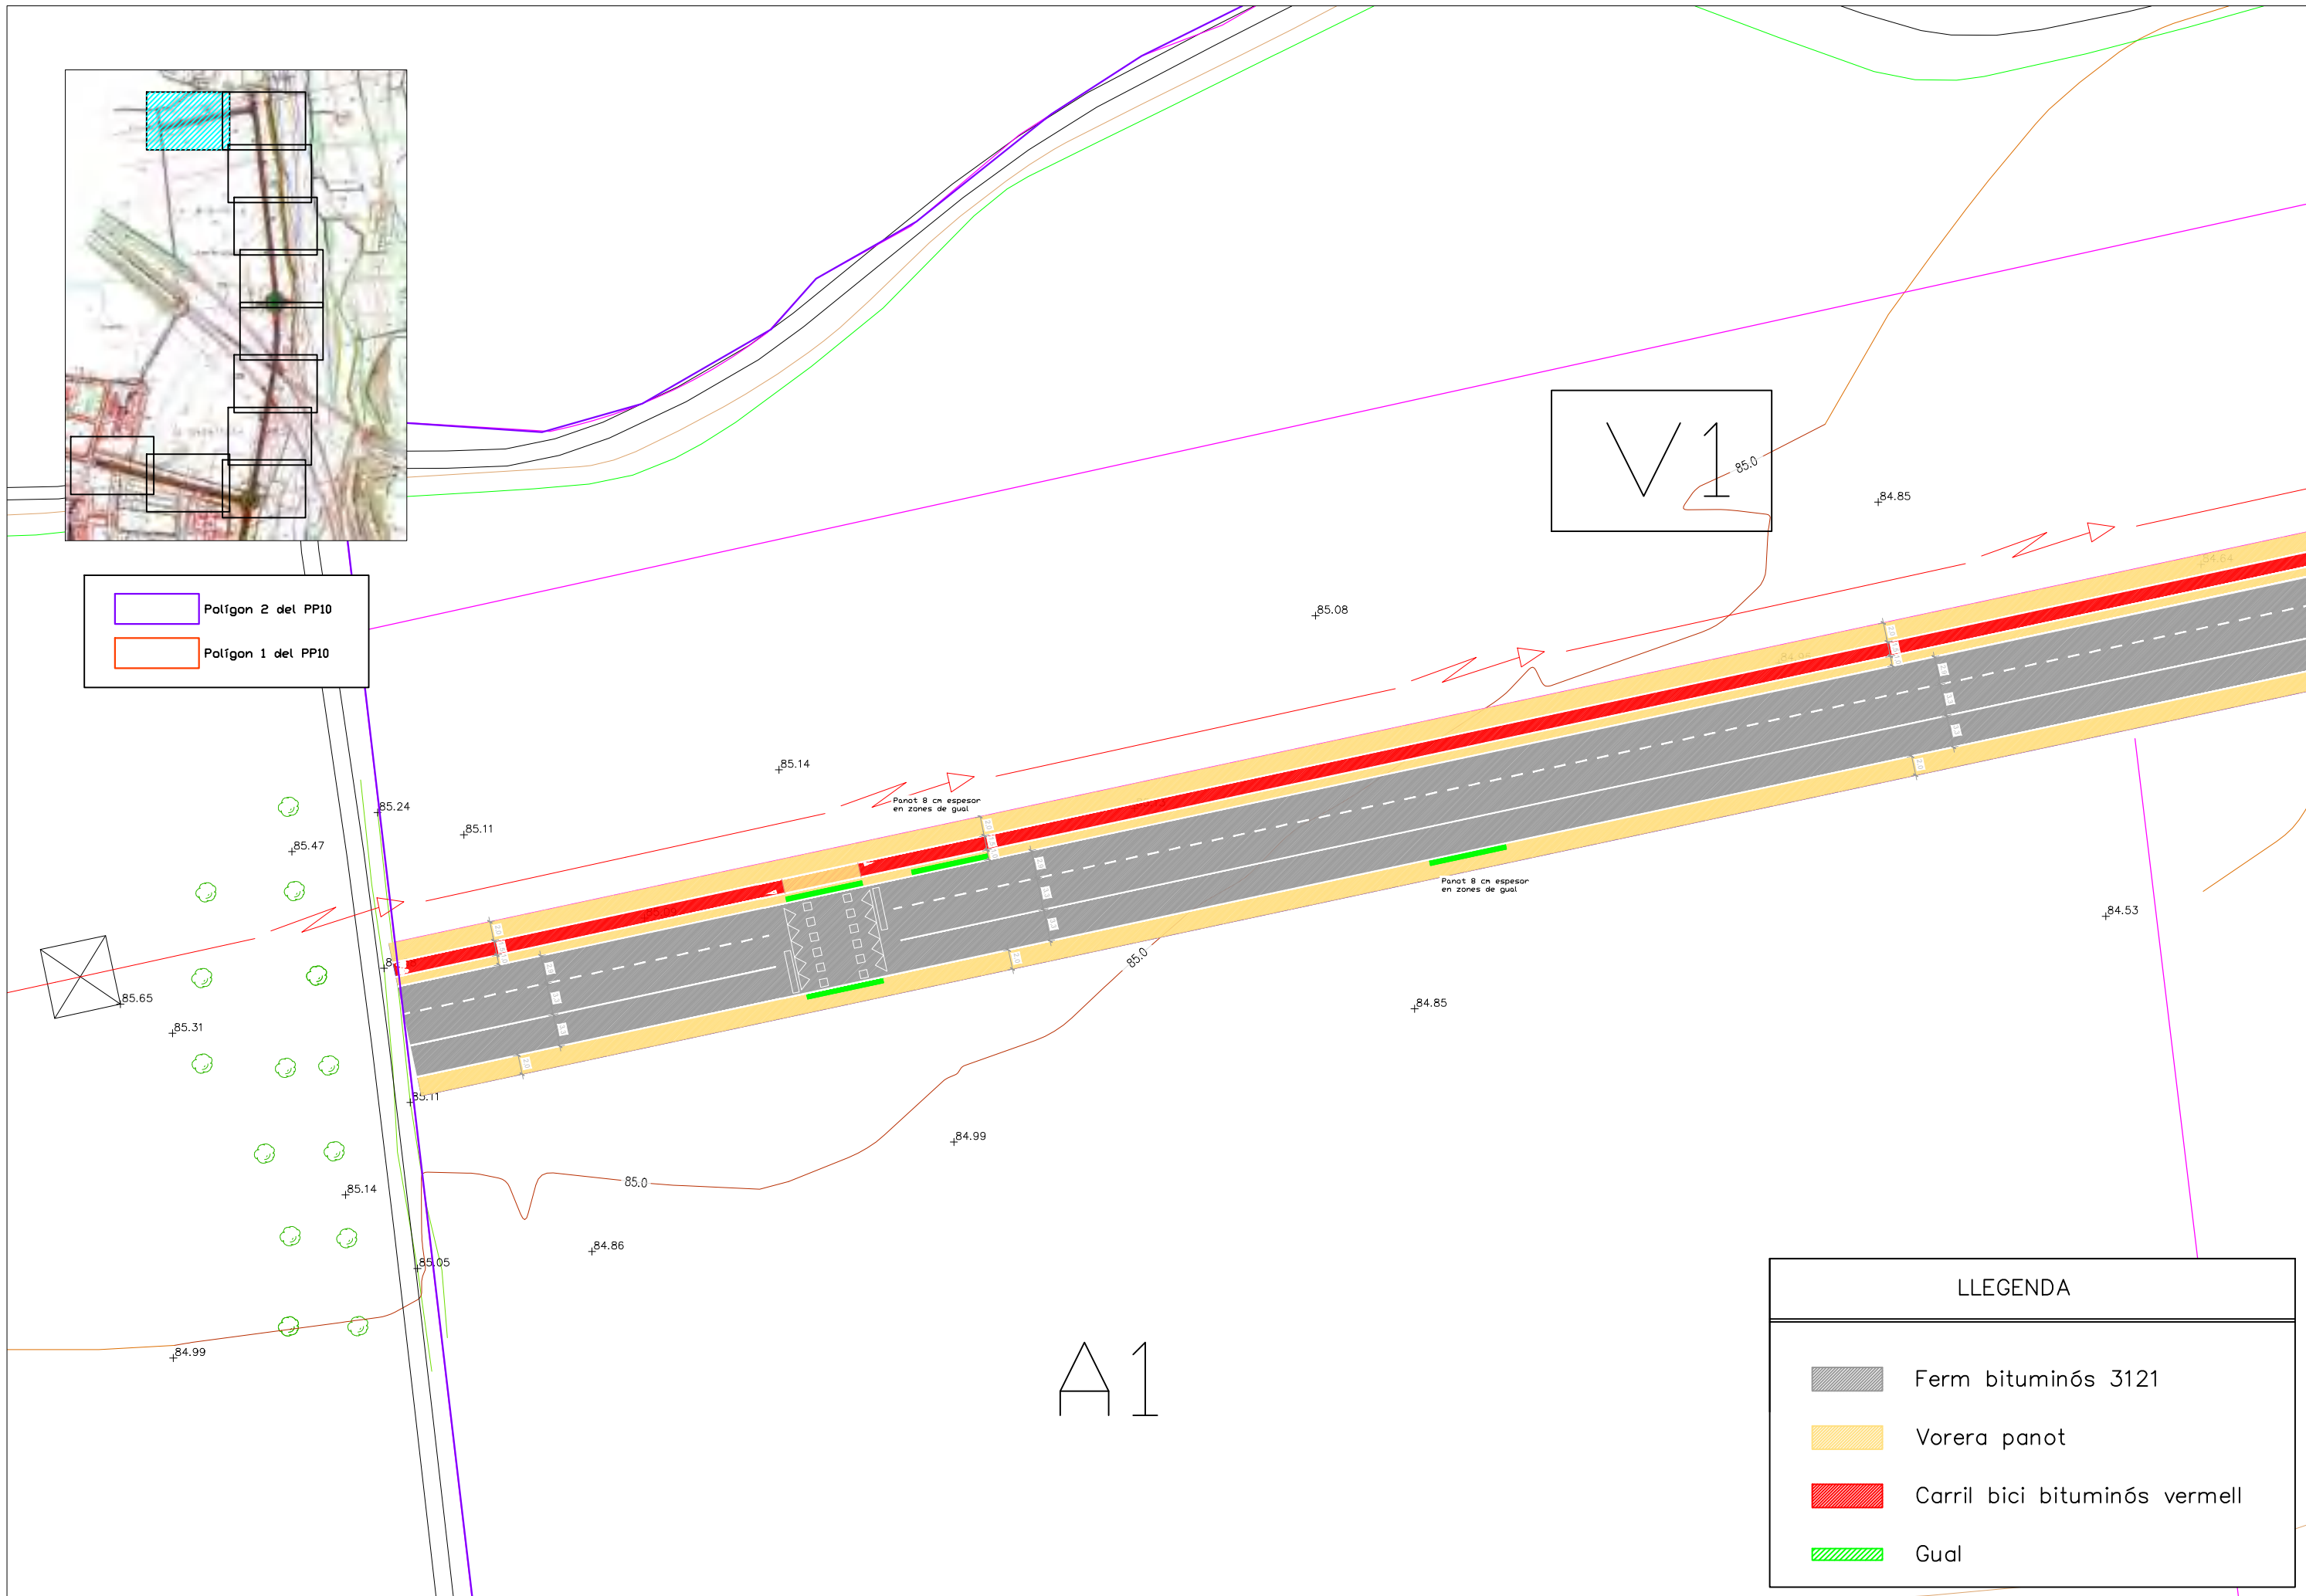 V1
85.0
84.85
Polígon 2 del PP10
Polígon 1 del PP10
85.08
84.64
85.14
85.24
85.11
85.47
Panot 8 cm espesor
en zones de gual
Panot 8 cm espesor
en zones de gual
84.53
85.0
85.65
85.31
84.85
85.11
84.99
85.0
85.14
84.86
85.05
84.99
A1
LLEGENDA
Ferm bituminós 3121
Vorera panot
Carril bici bituminós vermell
Gual